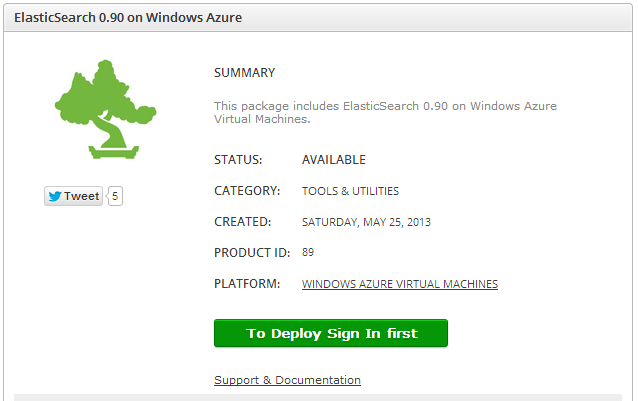 ElasticSearch 0.90 on Windows Azure
SUMMARY
This package includes ElasticSearch 0.90 on Windows Azure
Virtual Machines.
Tweet 5
STATUS: AVAILABLE
CATEGORY: TOOLS & UTILITIES
CREATED: SATURDAY, MAY 25, 2013
PRODUCT ID: 89
PLATFORM: WINDOWS AZURE VIRTUAL MACHINES
To Deploy Sign In first
Support & Documentation